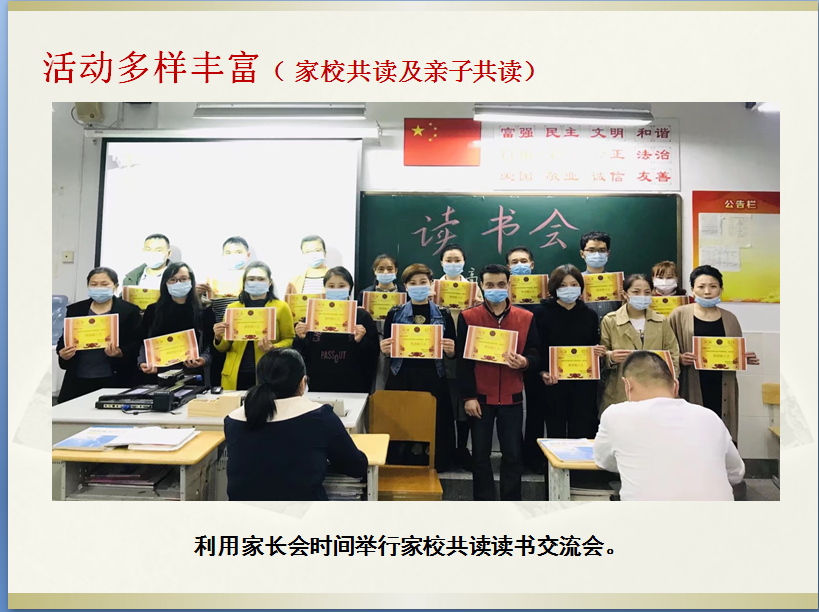 活动多样丰富（ 家校共读及亲子共读）
富强 民主 文明 和谐
正 法治
敬业 诚信 友善
公告栏
读书会
PASSOUT
利用家长会时间举行家校共读读书交流会。